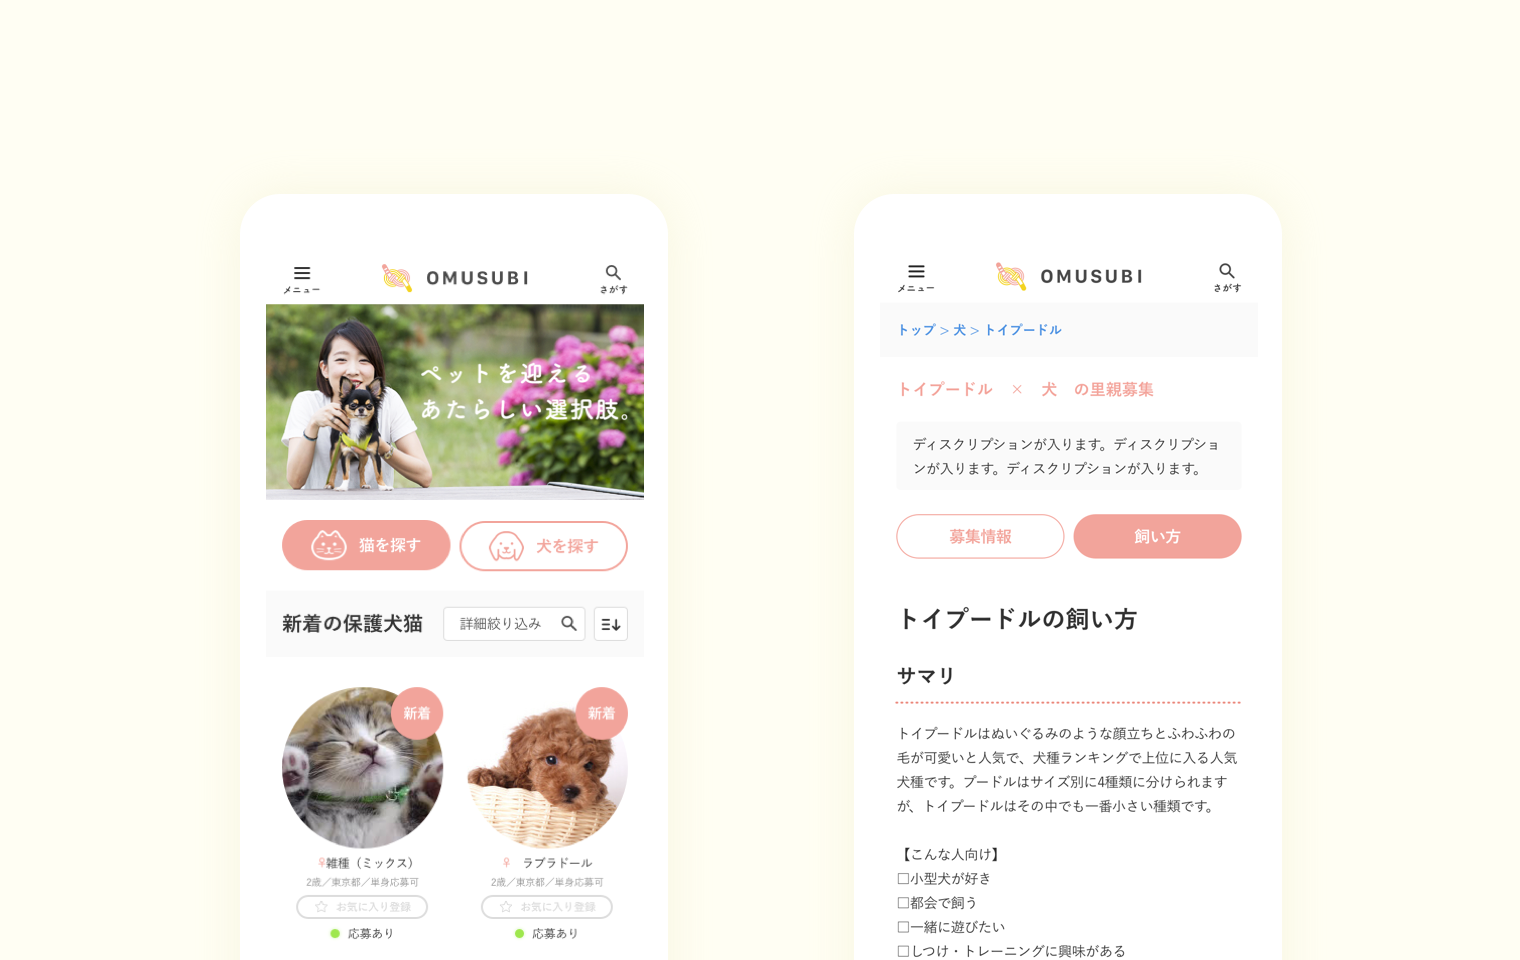 メニュー
OMUSUBI
さがす
ペットを迎える
あたらしい選択肢。
猫を探す
犬を探す
新着の保護犬猫
詳細絞り込み
新着
新着
♀雑種（ミックス）
2歳／東京都／単身応募可
☆ お気に入り登録
応募あり
♀ ラブラドール
2歳／東京都／単身応募可
☆ お気に入り登録
応募あり
メニュー
OMUSUBI
さがす
トップ > 犬 > トイプードル
トイプードル × 犬 の里親募集
ディスクリプションが入ります。ディスクリプショ
ンが入ります。ディスクリプションが入ります。
募集情報
飼い方
トイプードルの飼い方
サマリ
トイプードルはぬいぐるみのような顔立ちとふわふわの
毛が可愛いと人気で、犬種ランキングで上位に入る人気
犬種です。プードルはサイズ別に4種類に分けられます
が、トイプードルはその中でも一番小さい種類です。
【こんな人向け】
□小型犬が好き
□都会で飼う
□一緒に遊びたい
□しつけ・トレーニングに興味がある